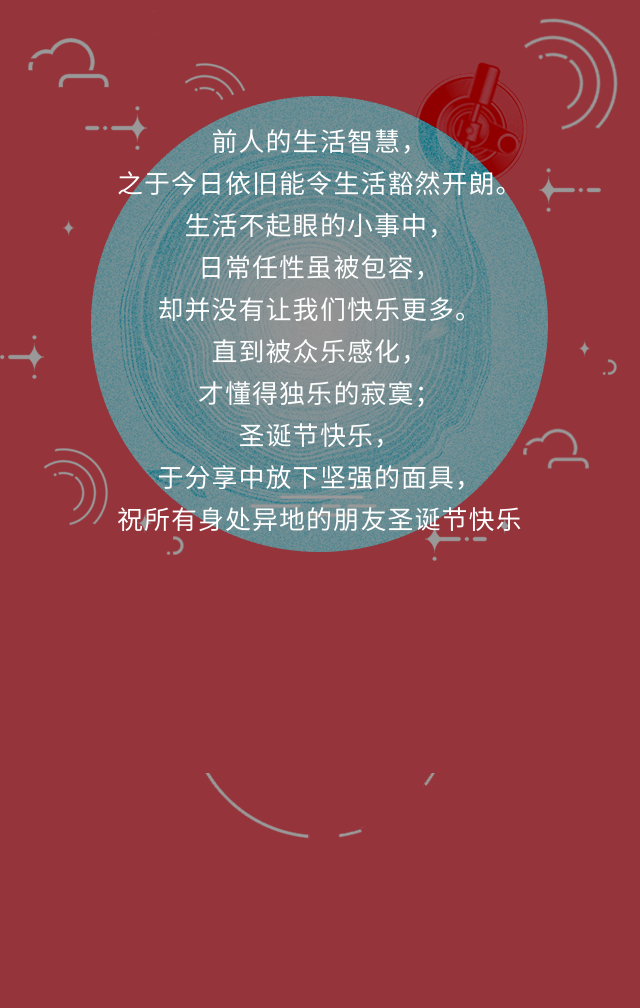 前人的生活智慧，
之于今日依旧能令生活豁然开朗。
生活不起眼的小事中，
日常任性虽被包容，
却并没有让我们快乐更多。
直到被众乐感化，
才懂得独乐的寂寞；
圣诞节快乐，
于分享中放下坚强的面具，
祝所有身处异地的朋友圣诞节快乐